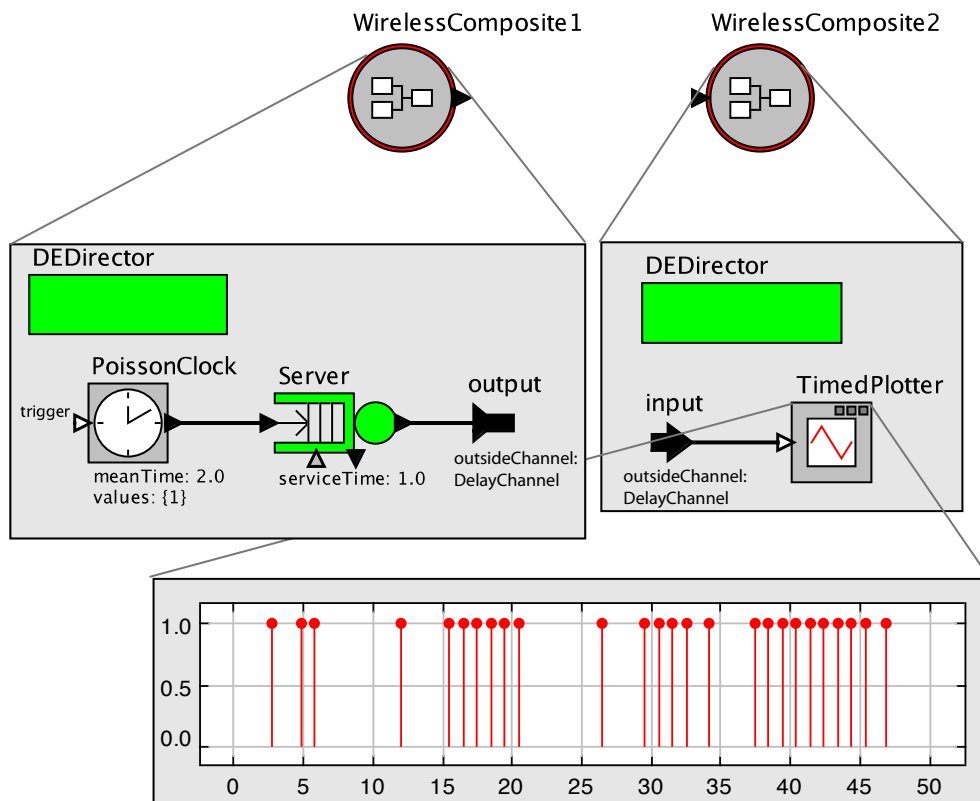 WirelessComposite1
WirelessComposite2
DEDirector
PoissonClock
trigger
meanTime: 2.0
values: {1}
Server
serviceTime: 1.0
output
outsideChannel:
DelayChannel
DEDirector
input
outsideChannel:
DelayChannel
TimedPlotter
1.0
0.5
0.0
0 5 10 15 20 25 30 35 40 45 50